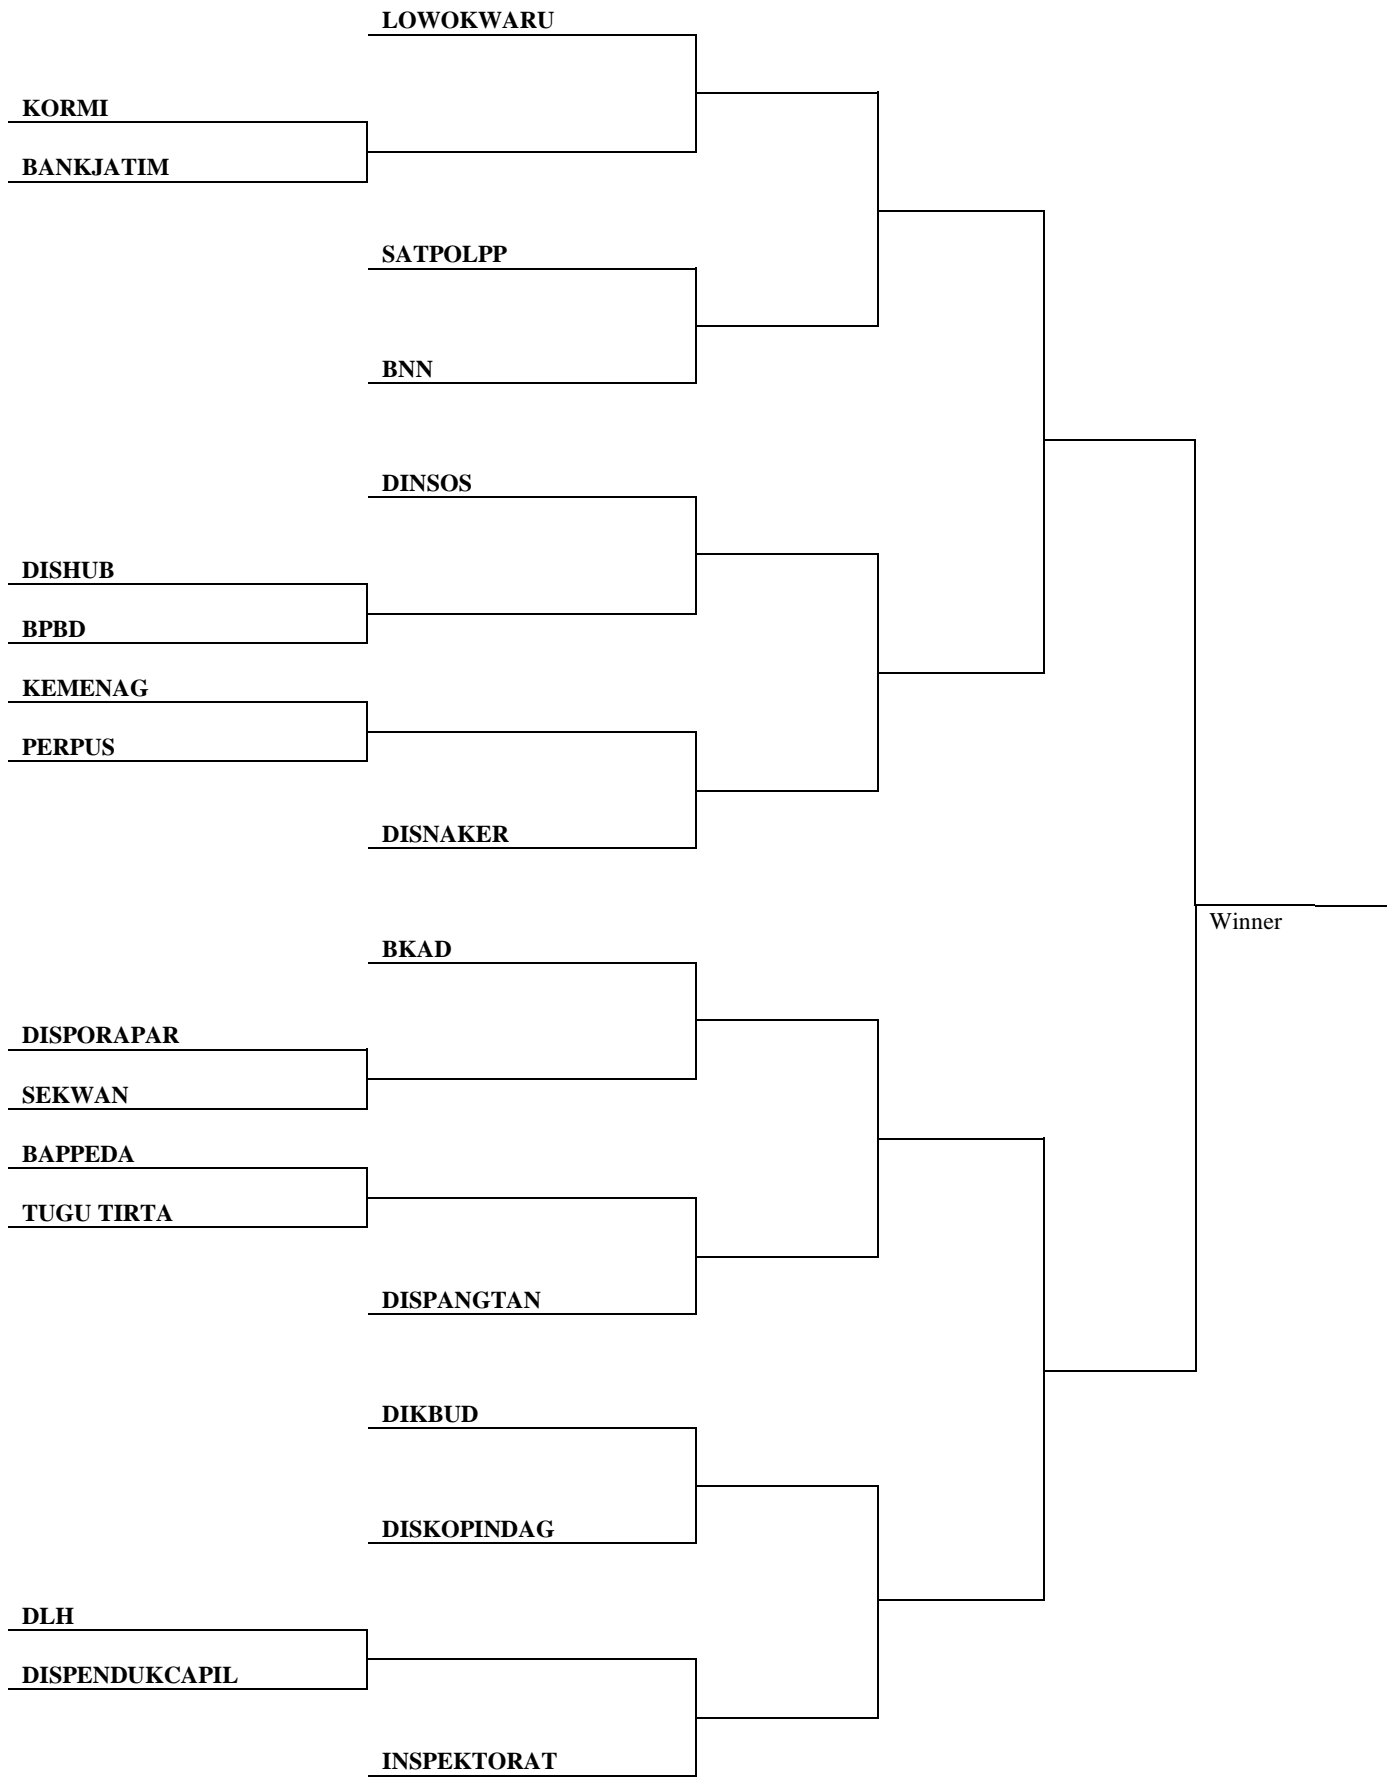 LOWOKWARU
KORMI
BANKJATIM
SATPOLPP
BNN
DINSOS
DISHUB
BPBD
KEMENAG
PERPUS
DISNAKER
Winner
BKAD
DISPORAPAR
SEKWAN
BAPPEDA
TUGU TIRTA
DISPANGTAN
DIKBUD
DISKOPINDAG
DLH
DISPENDUKCAPIL
INSPEKTORAT